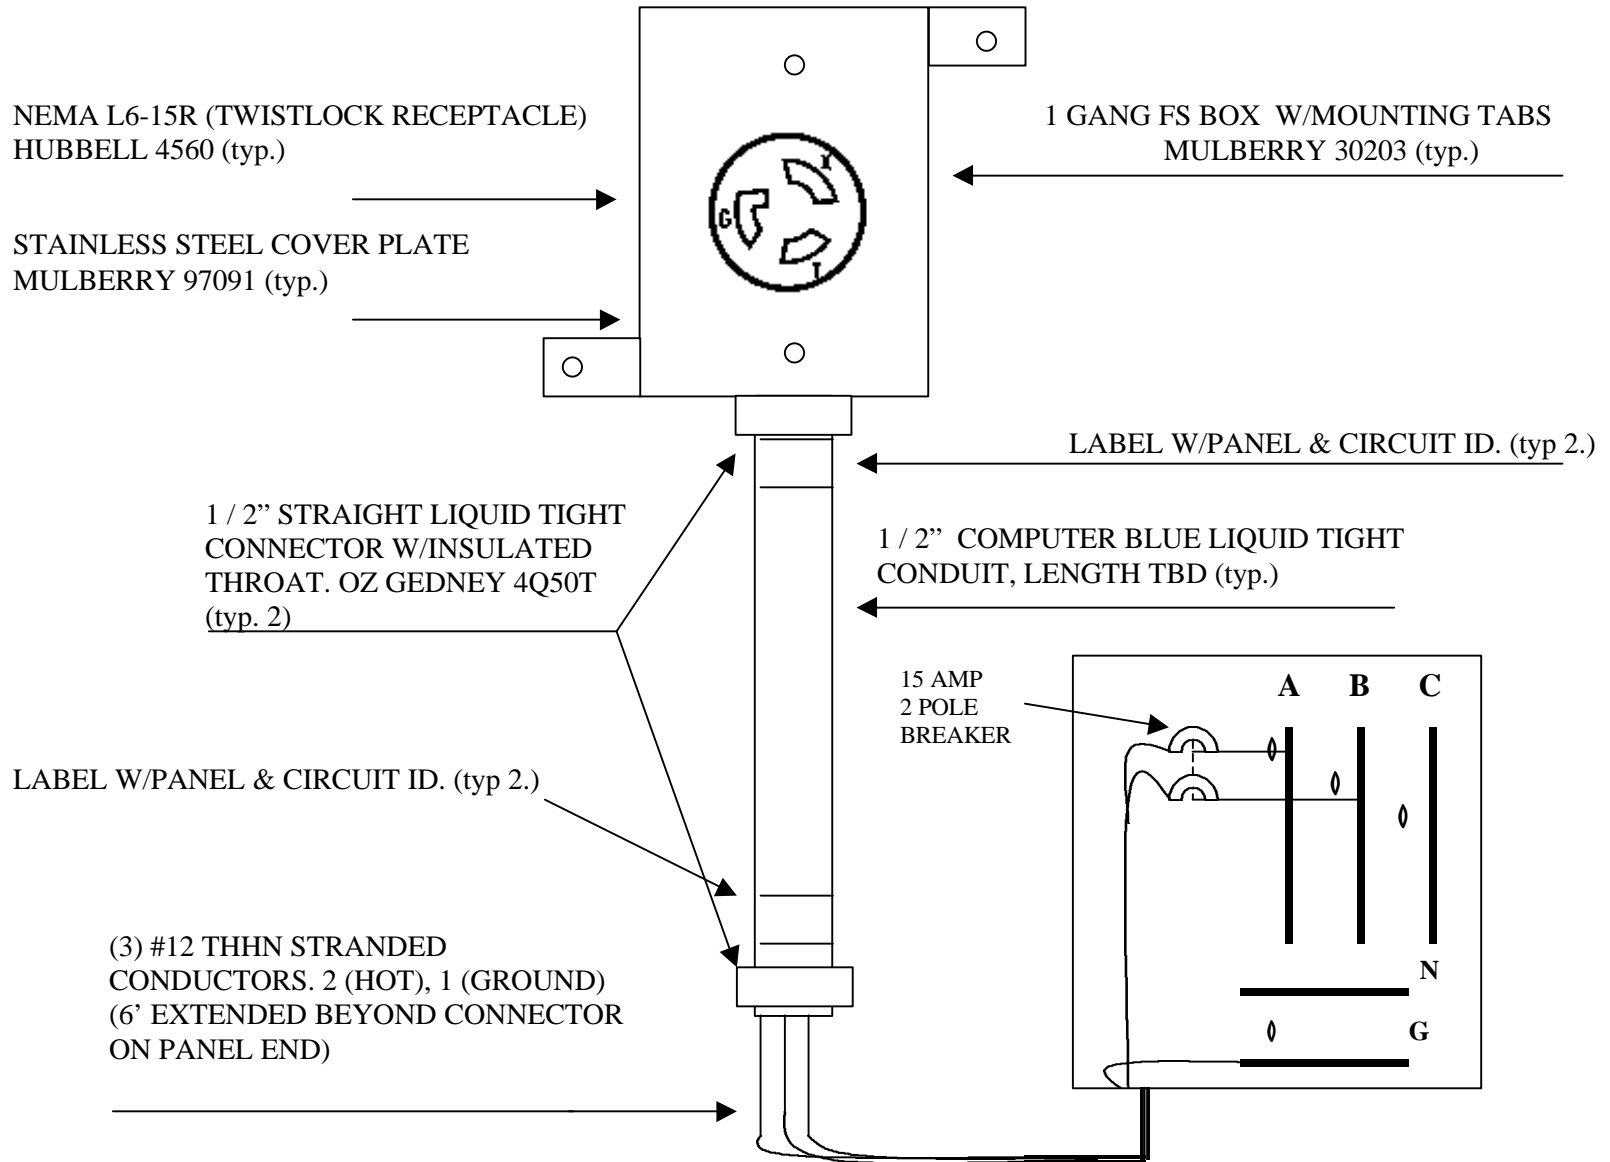 NEMA L6-15R (TWISTLOCK RECEPTACLE)
HUBBELL 4560 (typ.)
STAINLESS STEEL COVER PLATE
MULBERRY 97091 (typ.)
X
G
Y
1 GANG FS BOX W/MOUNTING TABS
MULBERRY 30203 (typ.)
LABEL W/PANEL & CIRCUIT ID. (typ 2.)
1 / 2” STRAIGHT LIQUID TIGHT
CONNECTOR W/INSULATED
THROAT. OZ GEDNEY 4Q50T
(typ. 2)
1 / 2” COMPUTER BLUE LIQUID TIGHT
CONDUIT, LENGTH TBD (typ.)
15 AMP
2 POLE
BREAKER
A B C
LABEL W/PANEL & CIRCUIT ID. (typ 2.)
(3) #12 THHN STRANDED
CONDUCTORS. 2 (HOT), 1 (GROUND)
(6’ EXTENDED BEYOND CONNECTOR
ON PANEL END)
N
G